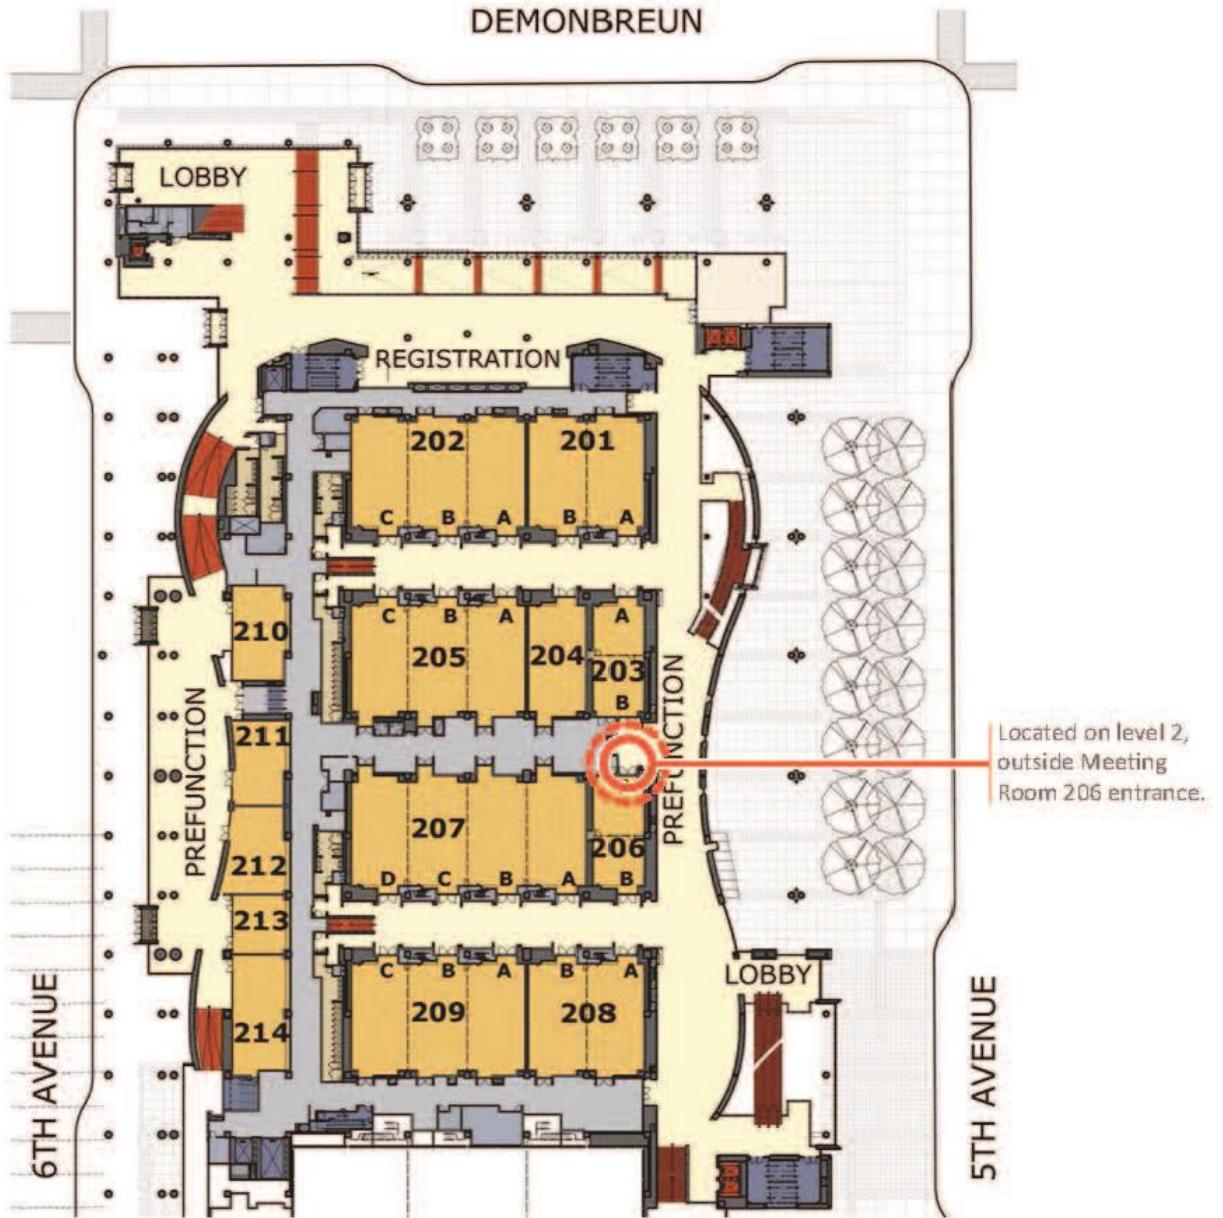 DEMONBREUN
LOBBY
REGISTRATION
202
201
C B A B A
C B A A
210
205
204
203
B
PREFUNCTION
PREFUNCTION
211
Located on level 2,
outside Meeting
Room 206 entrance.
207
206
212
D C B A B
213
C B A B A
LOBBY
209
208
214
6TH AVENUE
5TH AVENUE